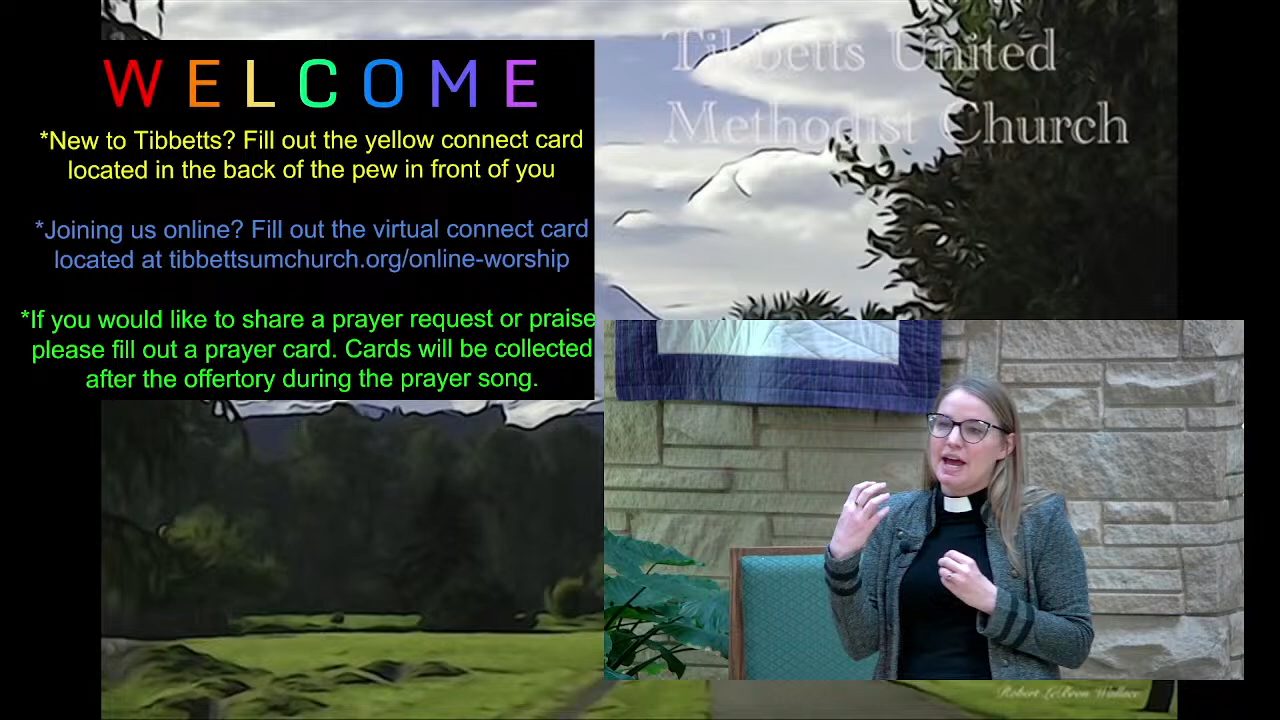 WELCOME
*New to Tibbetts? Fill out the yellow connect card
located in the back of the pew in front of you
*Joining us online? Fill out the virtual connect card
located at tibbettsumchurch.org/online-worship
*If you would like to share a prayer request or praise
please fill out a prayer card. Cards will be collected
after the offertory during the prayer song.
Tibbetts United
Methodist Church
Robert LeBron Wallace